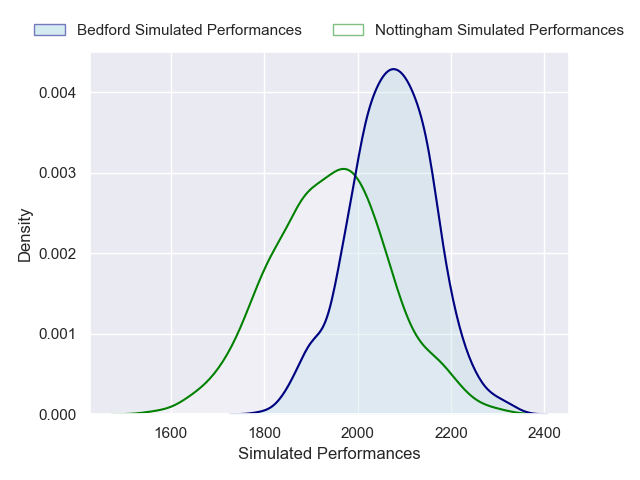 Bedford Simulated Performances
Nottingham Simulated Performances
0.004
0.003
0.002
0.001
0.000
Density
1600
1800
2000
2200
2400
Simulated Performances